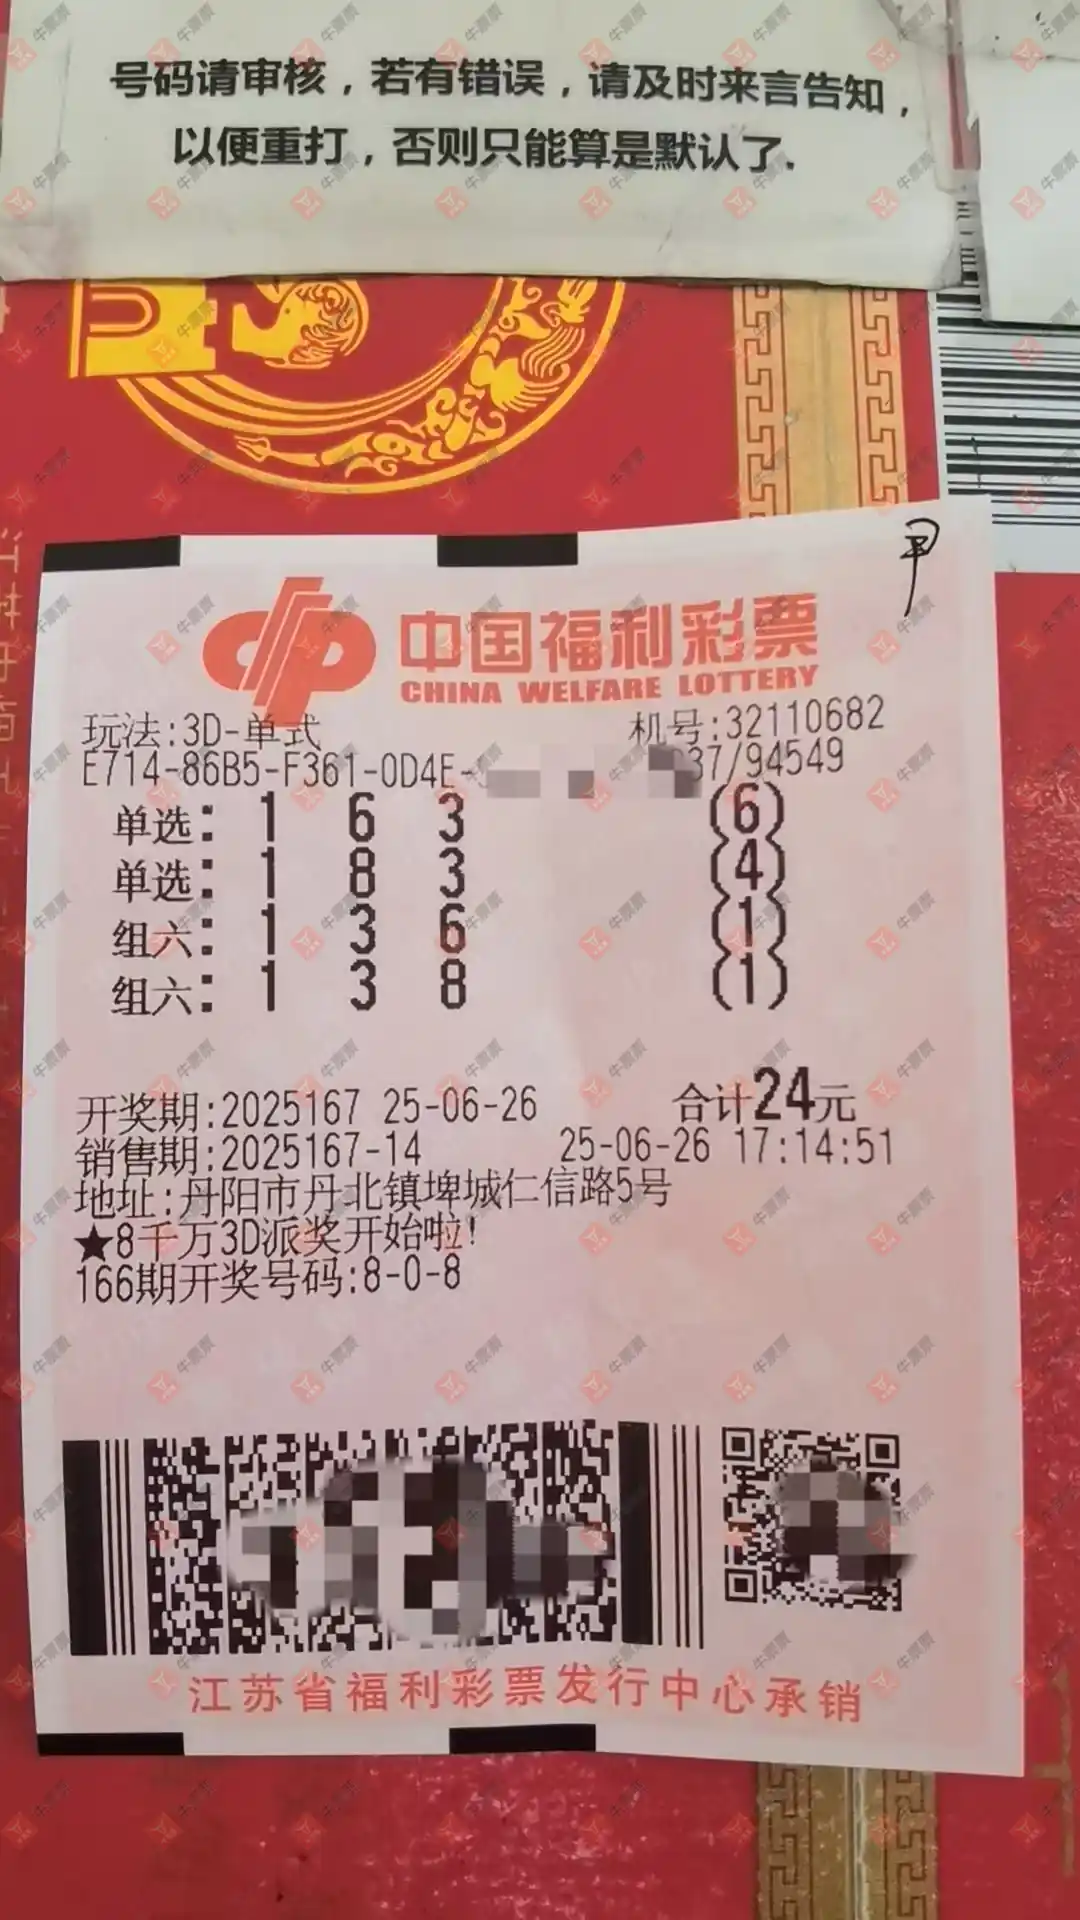 号码请审核，若有错误，请及时来言告知，
以便重打，否则只能算是默认了.
中国福利彩票
CHINA WELFARE LOTTERY
玩法:3D-单式 机号:32110682
E714-86B5-F361-0D4E- 37/94549
单选: 1 6 3 (6)
单选: 1 8 3 (4)
组六: 1 3 6 (1)
组六: 1 3 8 (1)
开奖期:2025167 25-06-26 合计24元
销售期:2025167-14 25-06-26 17:14:51
地址:丹阳市丹北镇埤城仁信路5号
★8千万3D派奖开始啦!
166期开奖号码:8-0-8
江苏省福利彩票发行中心承销
牛票票